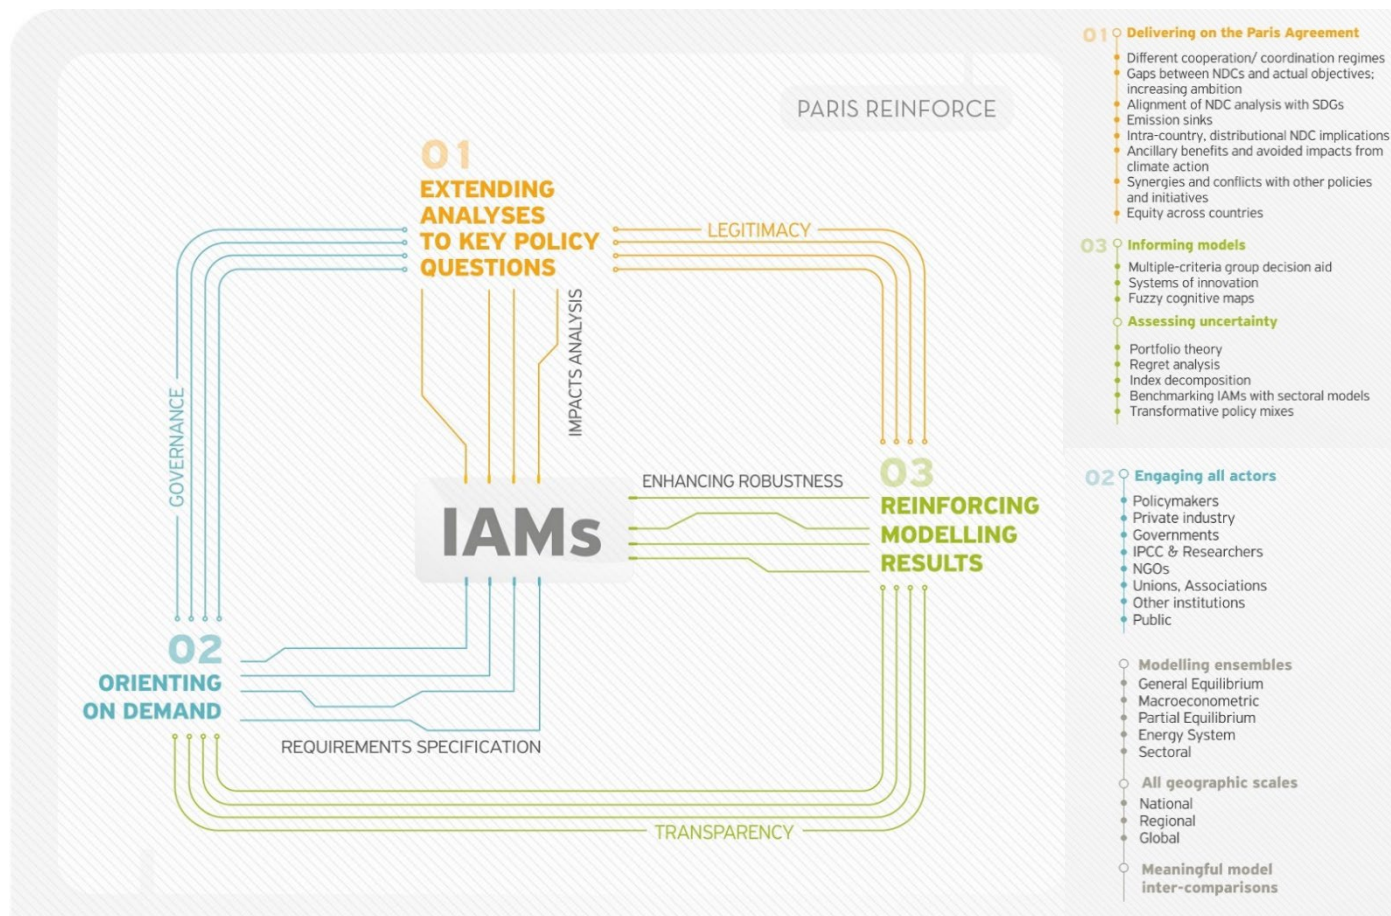 PARIS REINFORCE
01
EXTENDING
ANALYSES
TO KEY POLICY
QUESTIONS
LEGITIMACY
IMPACTS ANALYSIS
GOVERNANCE
IAMs
ENHANCING ROBUSTNESS
03
REINFORCING
MODELLING
RESULTS
02
ORIENTING
ON DEMAND
REQUIREMENTS SPECIFICATION
TRANSPARENCY
01 Delivering on the Paris Agreement
Different cooperation/ coordination regimes
Gaps between NDCs and actual objectives;
increasing ambition
Alignment of NDC analysis with SDGs
Emission sinks
Intra-country, distributional NDC implications
Ancillary benefits and avoided impacts from
climate action
Synergies and conflicts with other policies
and initiatives
Equity across countries
03 Informing models
Multiple-criteria group decision aid
Systems of innovation
Fuzzy cognitive maps
Assessing uncertainty
Portfolio theory
Regret analysis
Index decomposition
Benchmarking IAMs with sectoral models
Transformative policy mixes
02 Engaging all actors
Policymakers
Private industry
Governments
IPCC & Researchers
NGOs
Unions, Associations
Other institutions
Public
Modelling ensembles
General Equilibrium
Macroeconometric
Partial Equilibrium
Energy System
Sectoral
All geographic scales
National
Regional
Global
Meaningful model
inter-comparisons